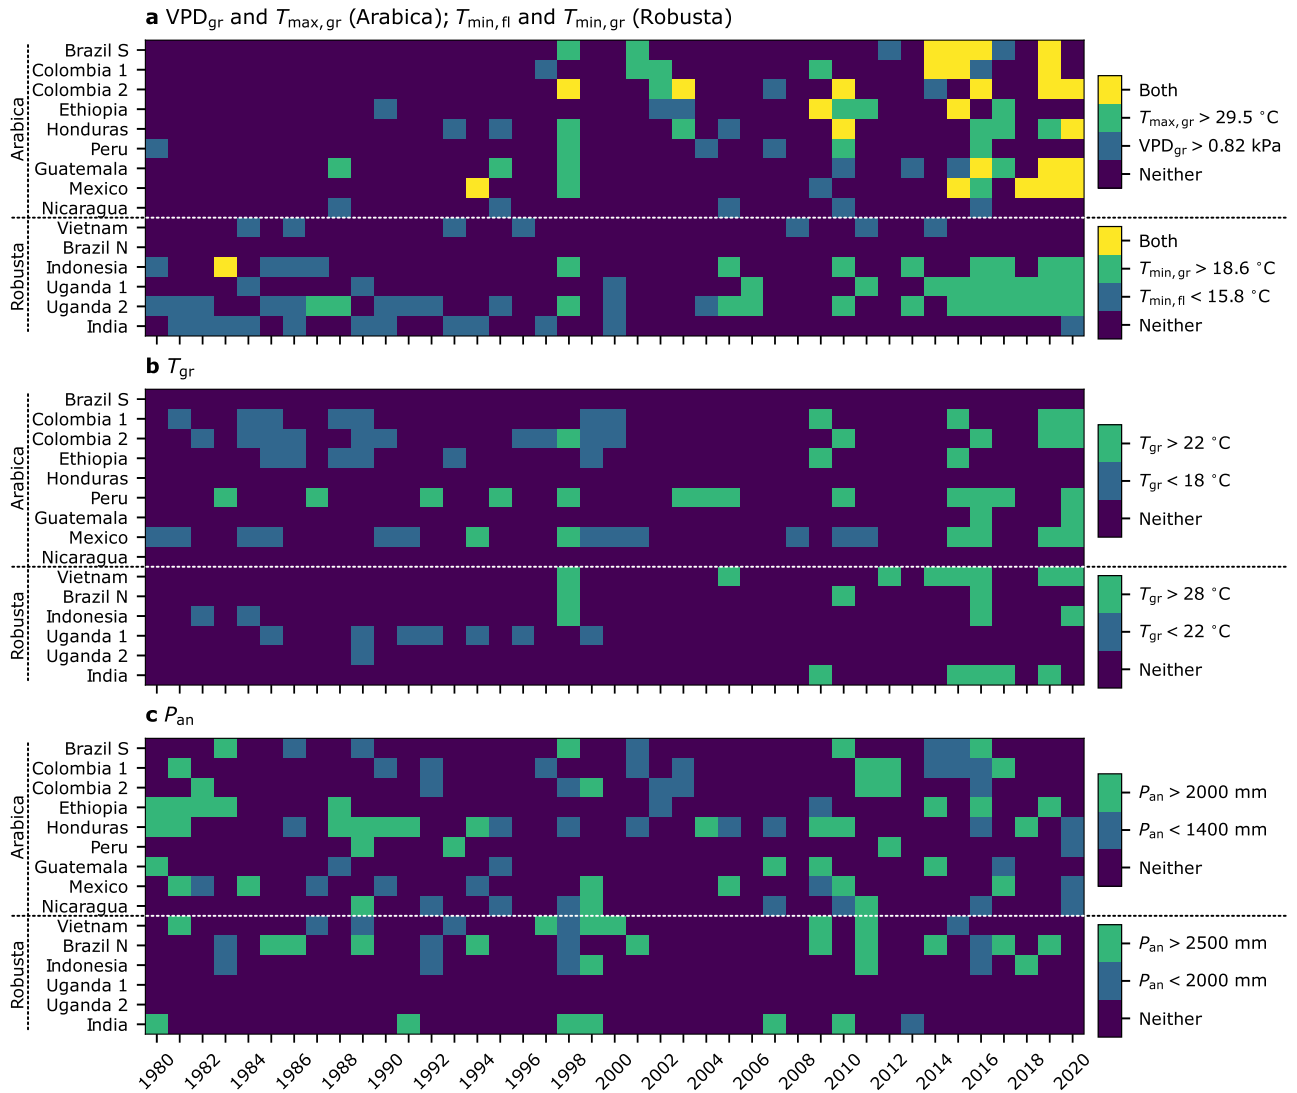 a VPDgr and Tmax, gr (Arabica); Tmin, fl and Tmin, gr (Robusta)
Arabica
Brazil S
Colombia 1
Colombia 2
Ethiopia
Honduras
Peru
Guatemala
Mexico
Nicaragua
Robusta
Vietnam
Brazil N
Indonesia
Uganda 1
Uganda 2
India
Both
Tmax, gr > 29.5 °C
VPDgr > 0.82 kPa
Neither
Both
Tmin, gr > 18.6 °C
Tmin, fl < 15.8 °C
Neither
b Tgr
Arabica
Brazil S
Colombia 1
Colombia 2
Ethiopia
Honduras
Peru
Guatemala
Mexico
Nicaragua
Robusta
Vietnam
Brazil N
Indonesia
Uganda 1
Uganda 2
India
Tgr > 22 °C
Tgr < 18 °C
Neither
Tgr > 28 °C
Tgr < 22 °C
Neither
c Pan
Arabica
Brazil S
Colombia 1
Colombia 2
Ethiopia
Honduras
Peru
Guatemala
Mexico
Nicaragua
Robusta
Vietnam
Brazil N
Indonesia
Uganda 1
Uganda 2
India
Pan > 2000 mm
Pan < 1400 mm
Neither
Pan > 2500 mm
Pan < 2000 mm
Neither
1980 1982 1984 1986 1988 1990 1992 1994 1996 1998 2000 2002 2004 2006 2008 2010 2012 2014 2016 2018 2020